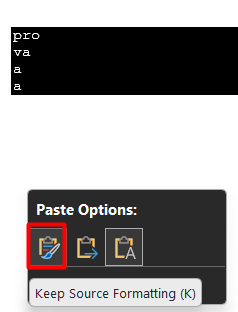 pro
va
a
a
Paste Options:
A
Keep Source Formatting (K)